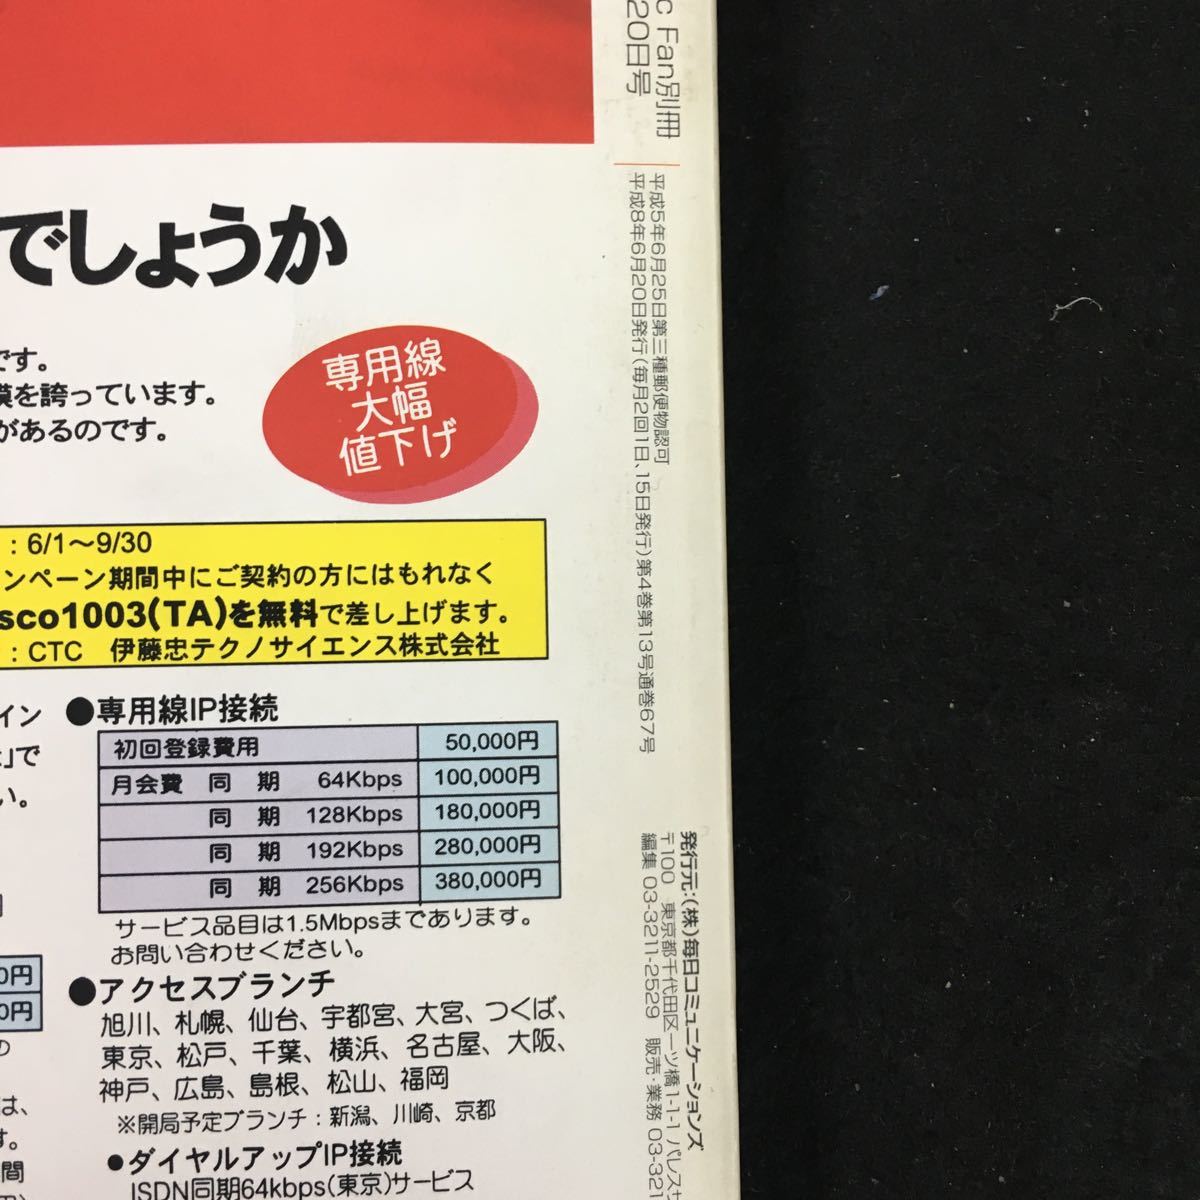 でしょうか
です。
を誇っています。
があるのです。
専用線
大幅
値下げ
：6/1～9/30
ンペーン期間中にご契約の方にはもれなく
sco1003(TA)を無料で差し上げます。
：CTC　伊藤忠テクノサイエンス株式会社
イン
」で
い。
0円
0円
の
は、
す。
間
●専用線IP接続
初回登録費用 50,000円
月会費 同 期 64Kbps 100,000円
同 期 128Kbps 180,000円
同 期 192Kbps 280,000円
同 期 256Kbps 380,000円
サービス品目は1.5Mbpsまであります。
お問い合わせください。
●アクセスブランチ
旭川、札幌、仙台、宇都宮、大宮、つくば、
東京、松戸、千葉、横浜、名古屋、大阪、
神戸、広島、島根、松山、福岡
※開局予定ブランチ：新潟、川崎、京都
●ダイヤルアップIP接続
ISDN同期64kbps(東京)サービス
c Fan別冊
20日号
平成5年6月25日第三種郵便物認可
平成8年6月20日発行(毎月2回1日、15日発行)第4巻第13号通巻67号
発行元：(株)毎日コミュニケーションズ
〒100　東京都千代田区一ツ橋1-1-1 パレスサ
編集 03-3211-2529　販売・業務 03-321